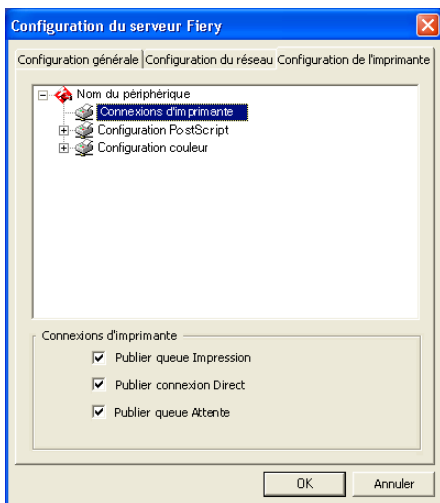 Configuration du serveur Fiery
Configuration générale Configuration du réseau Configuration de l'imprimante
Nom du périphérique
Connexions d'imprimante
Configuration PostScript
Configuration couleur
Connexions d'imprimante
Publier queue Impression
Publier connexion Direct
Publier queue Attente
OK Annuler